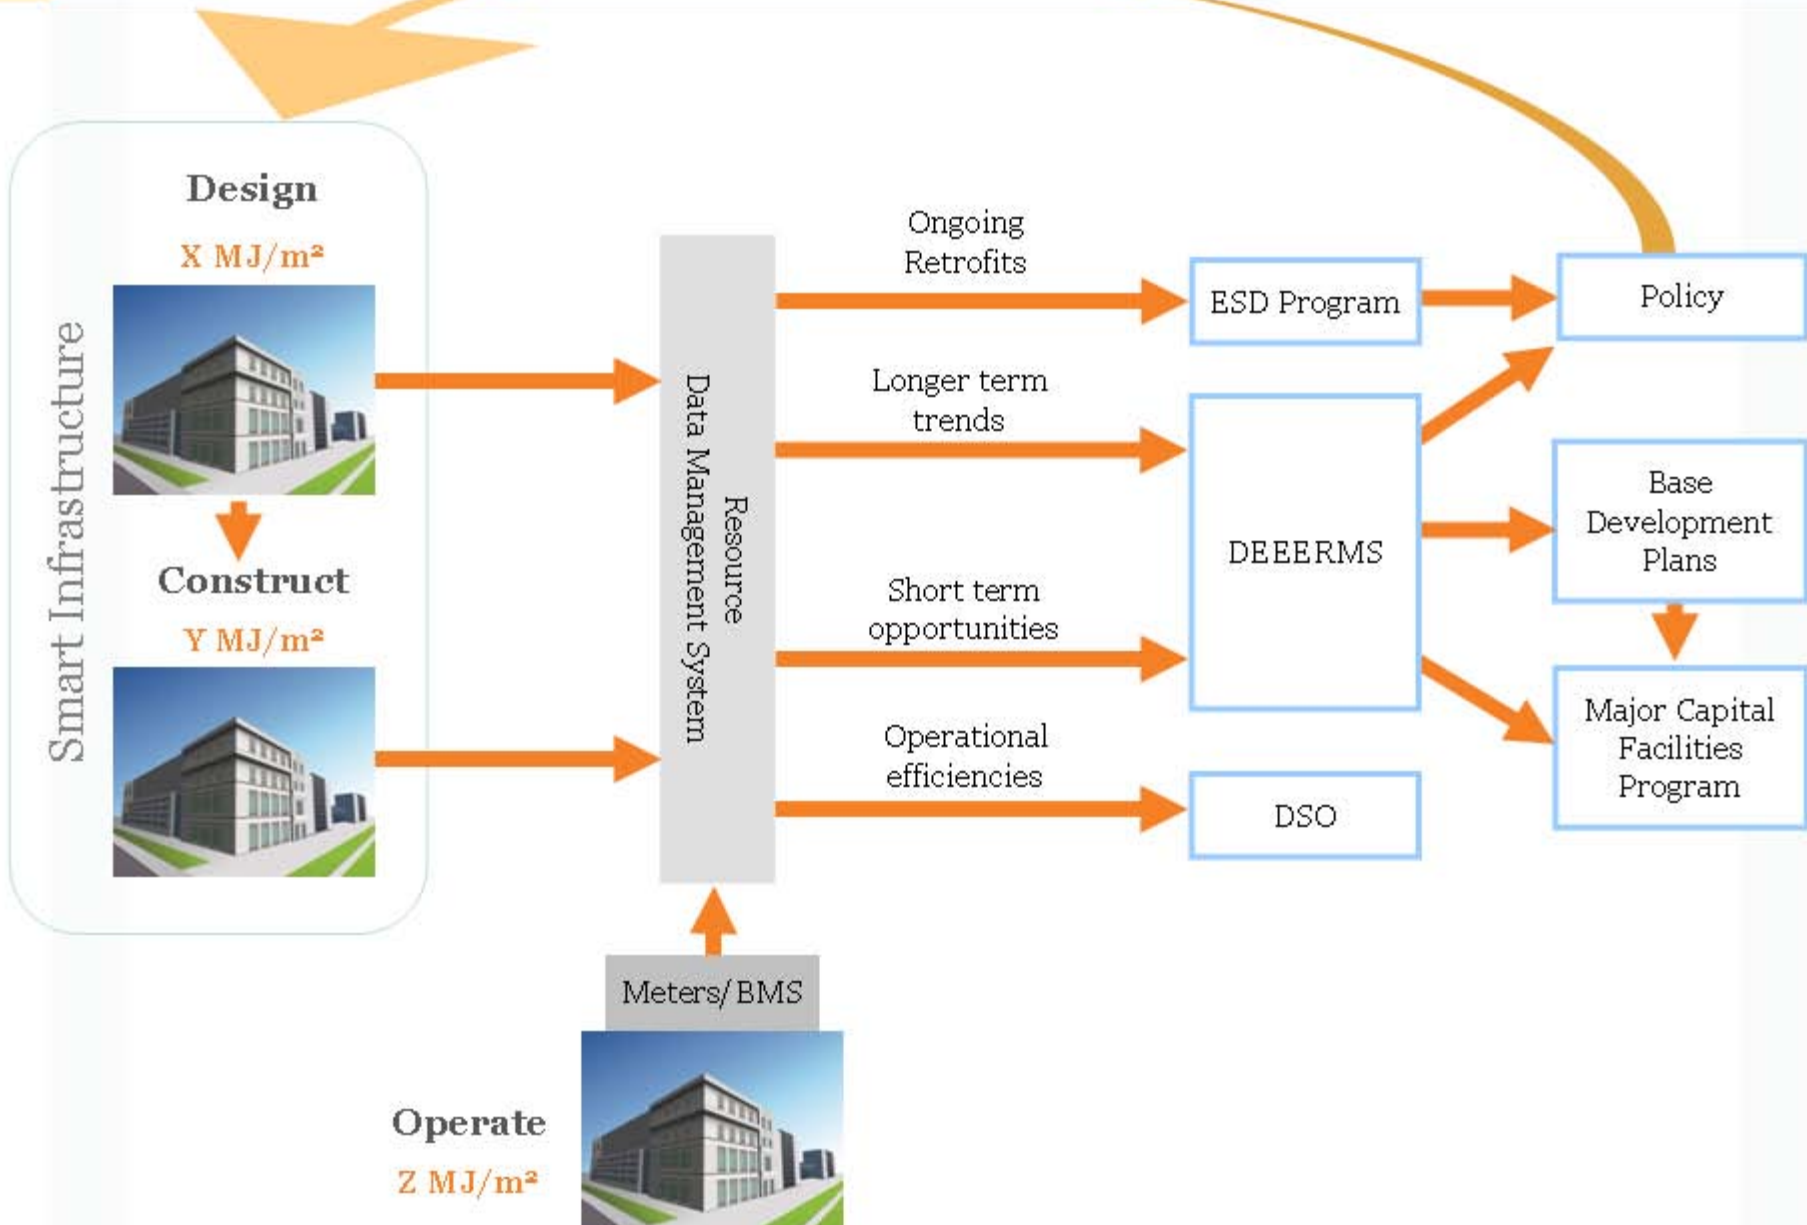 Smart Infrastructure
Design
X MJ/m²
Construct
Y MJ/m²
Operate
Z MJ/m²
Meters/ BMS
Resource
Data Management System
Ongoing
Retrofits
Longer term
trends
Short term
opportunities
Operational
efficiencies
ESD Program
DEEERMS
DSO
Policy
Base
Development
Plans
Major Capital
Facilities
Program